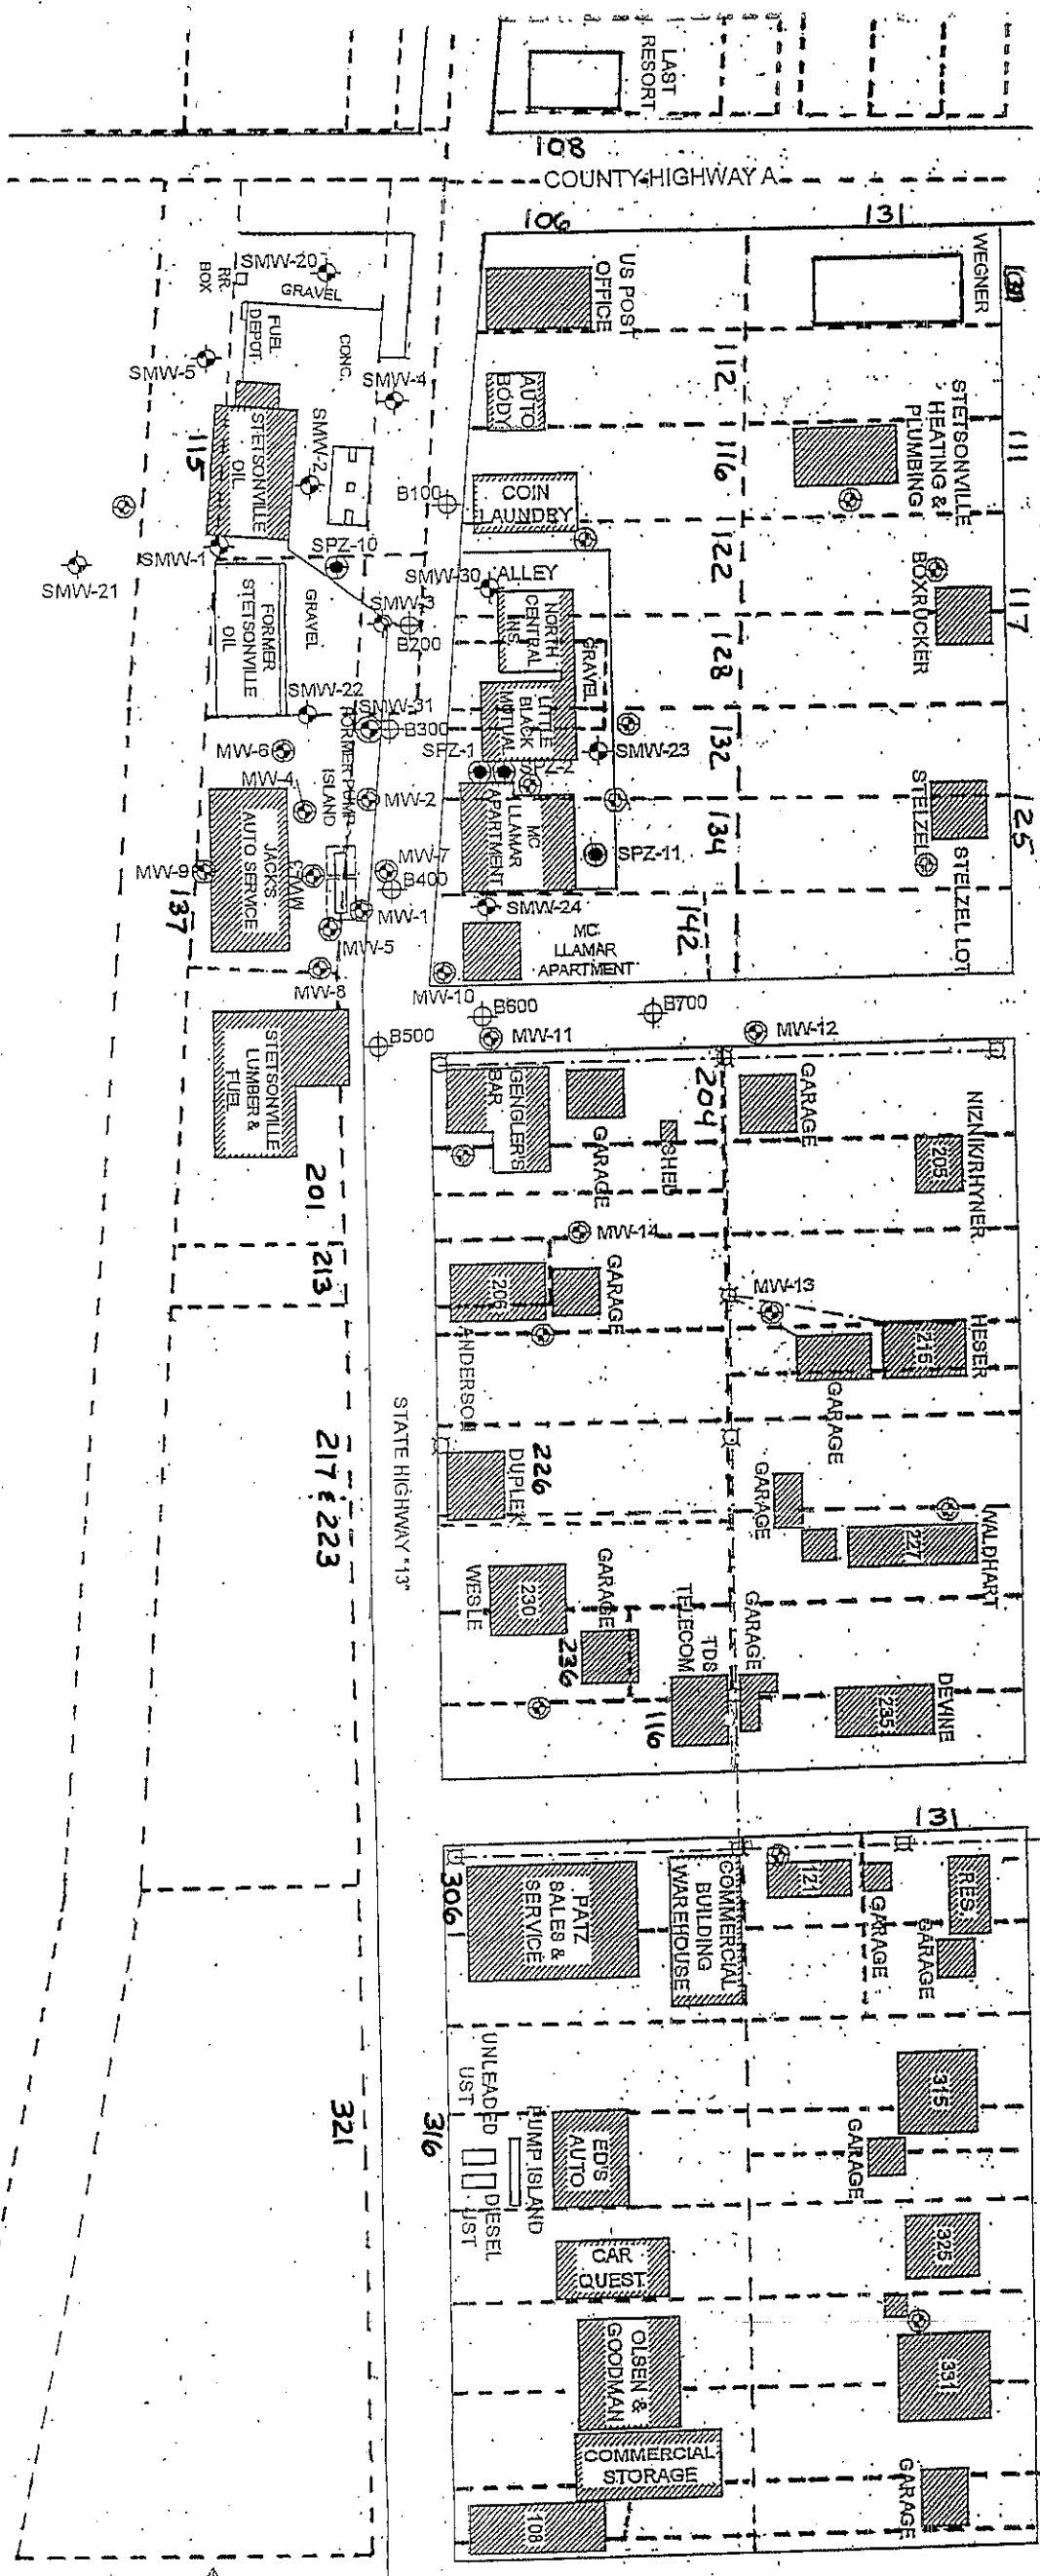 LAST
RESORT
108
COUNTY HIGHWAY A
106
131
WEGNER
131
US POST
OFFICE
SMW-20
GRAVEL
RR.
BOX
FUEL
DEPOT
CONC.
SMW-5
SMW-4
AUTO
BODY
112
116
STETSONVILLE
HEATING &
PLUMBING
111
SMW-2
115
STETSONVILLE
OIL
B100
COIN
LAUNDRY
122
SMW-1
SPZ-10
SMW-21
SMW-30
ALLEY
BOXRUCKER
117
SMW-3
B200
FORMER
STETSONVILLE
OIL
GRAVEL
NORTH
CENTRAL
INS.
GRAVEL
128
SMW-22
SMW-31
B300
LITTLE
BLACK
MUTUAL
SMW-23
132
MW-6
FORMER PUMP
ISLAND
SPZ-1
SPZ-2
MW-4
MW-2
STELZEL
125
STELZEL LOT
MW-9
JACK'S
AUTO SERVICE
MW-3
MW-7
B400
MC
LLAMAR
APARTMENT
SPZ-11
134
137
MW-1
MW-5
SMW-24
MC
LLAMAR
APARTMENT
142
MW-8
MW-10
B600
B700
MW-11
MW-12
B500
STETSONVILLE
LUMBER &
FUEL
GENGLER'S
BAR
GARAGE
SHED
204
GARAGE
NIZNIK\RHYNER
205
201
213
MW-14
206
GARAGE
ANDERSON
MW-13
HESER
215
GARAGE
217 & 223
STATE HIGHWAY "13"
226
DUPLEX
GARAGE
WALDHART
227
WESLE
230
GARAGE
236
TDS
TELECOM
116
GARAGE
DEVINE
235
131
306
PATZ
SALES &
SERVICE
COMMERCIAL
BUILDING
WAREHOUSE
121
GARAGE
RES.
GARAGE
321
316
UNLEADED
UST
DIESEL
UST
PUMP ISLAND
ED'S
AUTO
315
GARAGE
CAR
QUEST
325
OLSEN &
GOODMAN
331
COMMERCIAL
STORAGE
108
GARAGE